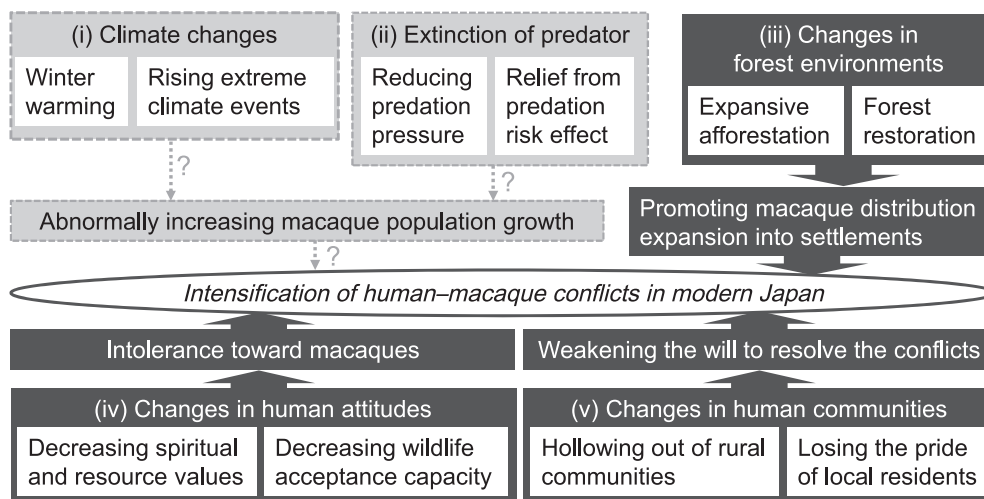 (i) Climate changes
Winter
warming
Rising extreme
climate events
(ii) Extinction of predator
Reducing
predation
pressure
Relief from
predation
risk effect
(iii) Changes in
forest environments
Expansive
afforestation
Forest
restoration
?
?
Abnormally increasing macaque population growth
Promoting macaque distribution
expansion into settlements
?
Intensification of human–macaque conflicts in modern Japan
Intolerance toward macaques
Weakening the will to resolve the conflicts
(iv) Changes in human attitudes
Decreasing spiritual
and resource values
Decreasing wildlife
acceptance capacity
(v) Changes in human communities
Hollowing out of rural
communities
Losing the pride
of local residents